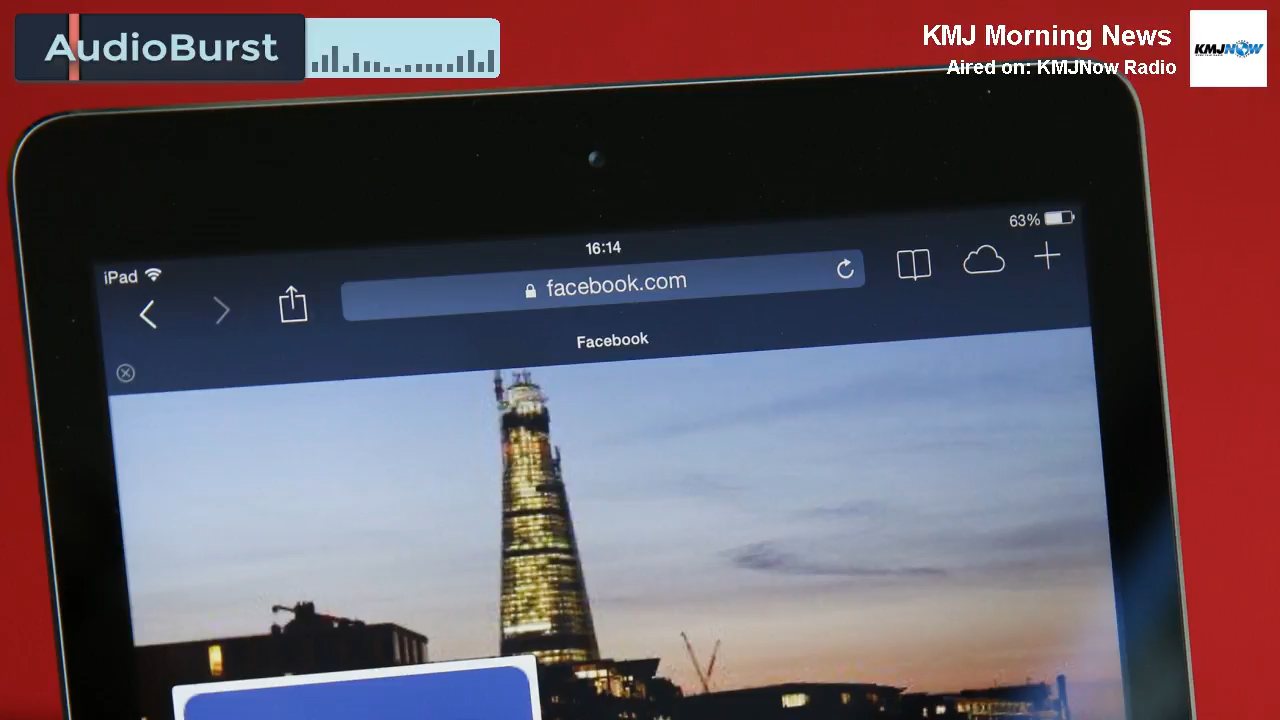 AudioBurst
KMJ Morning News
Aired on: KMJNow Radio
KMJNOW
63%
16:14
iPad
facebook.com
Facebook